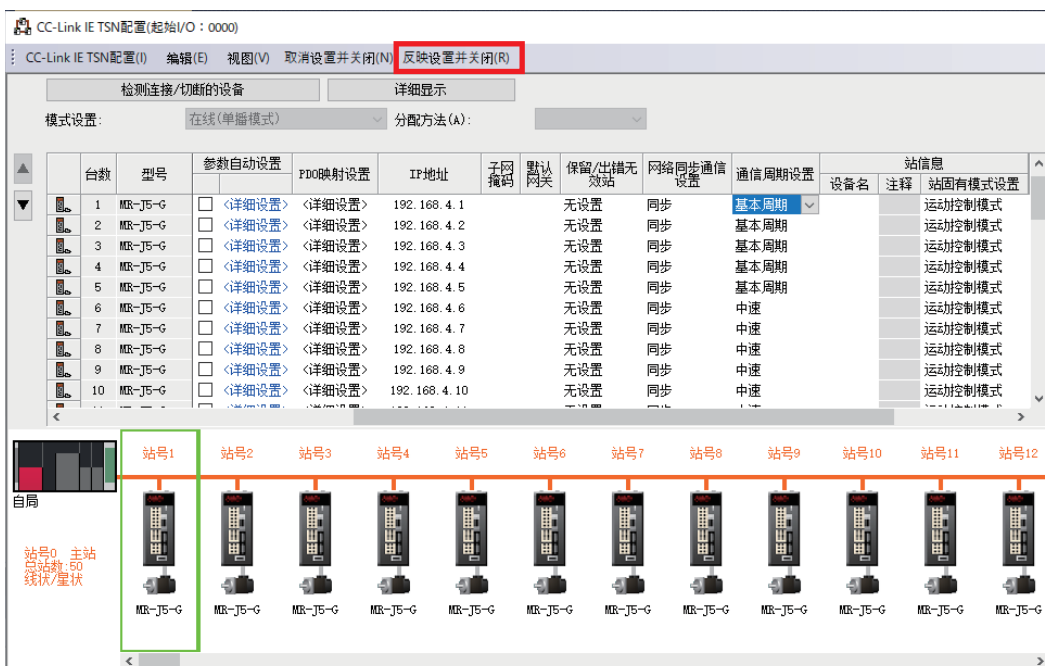 CC-Link IE TSN配置(起始I/O：0000)
CC-Link IE TSN配置(I) 编辑(E) 视图(V) 取消设置并关闭(N) 反映设置并关闭(R)
检测连接/切断的设备 详细显示
模式设置: 在线(单播模式) 分配方法(A):
台数 型号 参数自动设置 PDO映射设置 IP地址 子网掩码 默认网关 保留/出错无效站 网络同步通信设置 通信周期设置 站信息
设备名 注释 站固有模式设置
1 MR-J5-G <详细设置> <详细设置> 192.168.4.1 无设置 同步 基本周期 运动控制模式
2 MR-J5-G <详细设置> <详细设置> 192.168.4.2 无设置 同步 基本周期 运动控制模式
3 MR-J5-G <详细设置> <详细设置> 192.168.4.3 无设置 同步 基本周期 运动控制模式
4 MR-J5-G <详细设置> <详细设置> 192.168.4.4 无设置 同步 基本周期 运动控制模式
5 MR-J5-G <详细设置> <详细设置> 192.168.4.5 无设置 同步 基本周期 运动控制模式
6 MR-J5-G <详细设置> <详细设置> 192.168.4.6 无设置 同步 中速 运动控制模式
7 MR-J5-G <详细设置> <详细设置> 192.168.4.7 无设置 同步 中速 运动控制模式
8 MR-J5-G <详细设置> <详细设置> 192.168.4.8 无设置 同步 中速 运动控制模式
9 MR-J5-G <详细设置> <详细设置> 192.168.4.9 无设置 同步 中速 运动控制模式
10 MR-J5-G <详细设置> <详细设置> 192.168.4.10 无设置 同步 中速 运动控制模式
站号1 站号2 站号3 站号4 站号5 站号6 站号7 站号8 站号9 站号10 站号11 站号12
自局
站号0 主站
总站数:50
线状/星状
MR-J5-G MR-J5-G MR-J5-G MR-J5-G MR-J5-G MR-J5-G MR-J5-G MR-J5-G MR-J5-G MR-J5-G MR-J5-G MR-J5-G